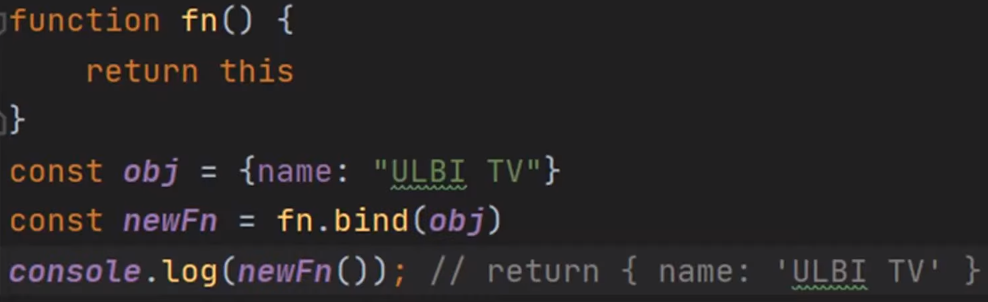 function fn() {
    return this
}
const obj = {name: "ULBI TV"}
const newFn = fn.bind(obj)
console.log(newFn()); // return { name: 'ULBI TV' }